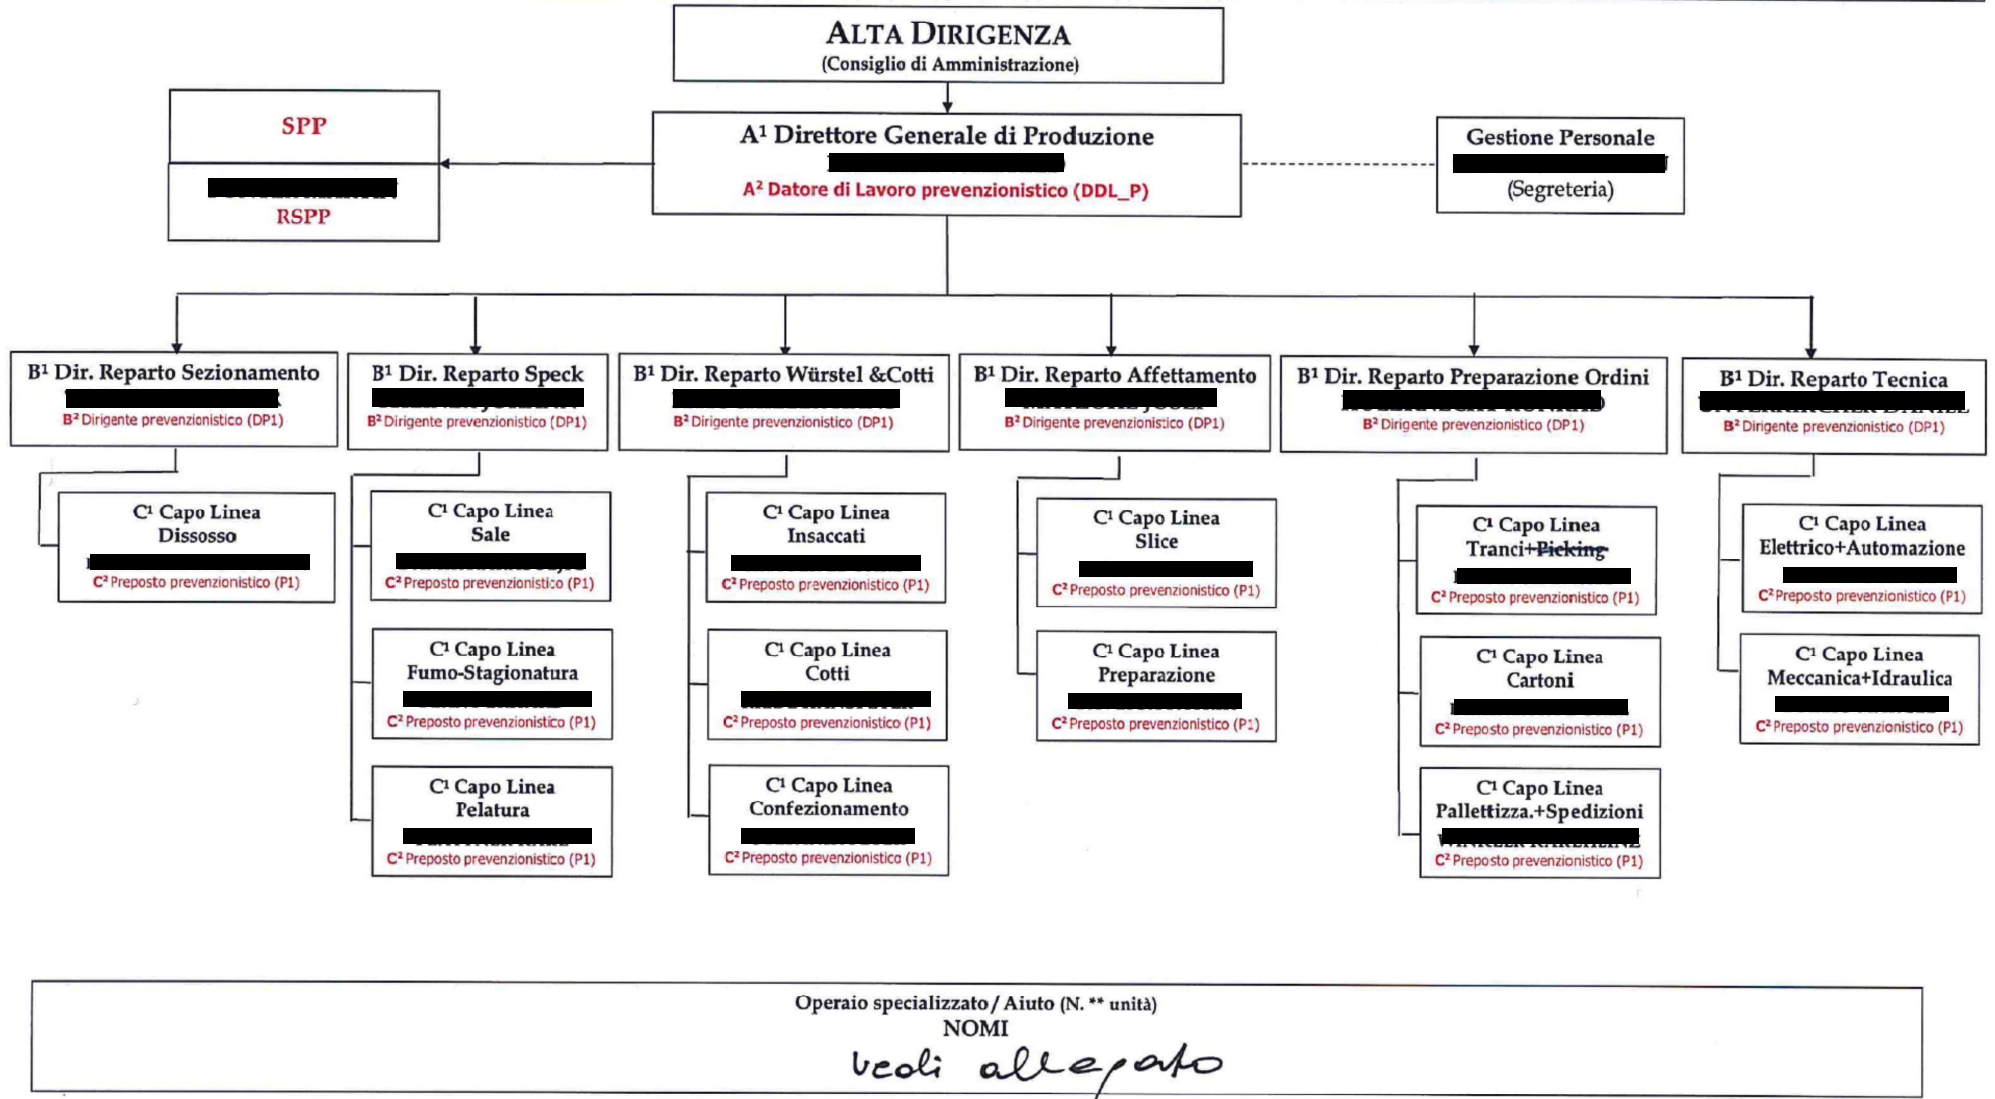 ALTA DIRIGENZA
(Consiglio di Amministrazione)
SPP
RSPP
A¹ Direttore Generale di Produzione
A² Datore di Lavoro prevenzionistico (DDL_P)
Gestione Personale
(Segreteria)
B¹ Dir. Reparto Sezionamento
B² Dirigente prevenzionistico (DP1)
B¹ Dir. Reparto Speck
B² Dirigente prevenzionistico (DP1)
B¹ Dir. Reparto Würstel &Cotti
B² Dirigente prevenzionistico (DP1)
B¹ Dir. Reparto Affettamento
B² Dirigente prevenzionistico (DP1)
B¹ Dir. Reparto Preparazione Ordini
B² Dirigente prevenzionistico (DP1)
B¹ Dir. Reparto Tecnica
B² Dirigente prevenzionistico (DP1)
C¹ Capo Linea
Dissosso
C² Preposto prevenzionistico (P1)
C¹ Capo Linea
Sale
C² Preposto prevenzionistico (P1)
C¹ Capo Linea
Fumo-Stagionatura
C² Preposto prevenzionistico (P1)
C¹ Capo Linea
Pelatura
C² Preposto prevenzionistico (P1)
C¹ Capo Linea
Insaccati
C² Preposto prevenzionistico (P1)
C¹ Capo Linea
Cotti
C² Preposto prevenzionistico (P1)
C¹ Capo Linea
Confezionamento
C² Preposto prevenzionistico (P1)
C¹ Capo Linea
Slice
C² Preposto prevenzionistico (P1)
C¹ Capo Linea
Preparazione
C² Preposto prevenzionistico (P1)
C¹ Capo Linea
Tranci+Picking
C² Preposto prevenzionistico (P1)
C¹ Capo Linea
Cartoni
C² Preposto prevenzionistico (P1)
C¹ Capo Linea
Pallettizza.+Spedizioni
C² Preposto prevenzionistico (P1)
C¹ Capo Linea
Elettrico+Automazione
C² Preposto prevenzionistico (P1)
C¹ Capo Linea
Meccanica+Idraulica
C² Preposto prevenzionistico (P1)
Operaio specializzato / Aiuto (N. ** unità)
NOMI
vedi allegato